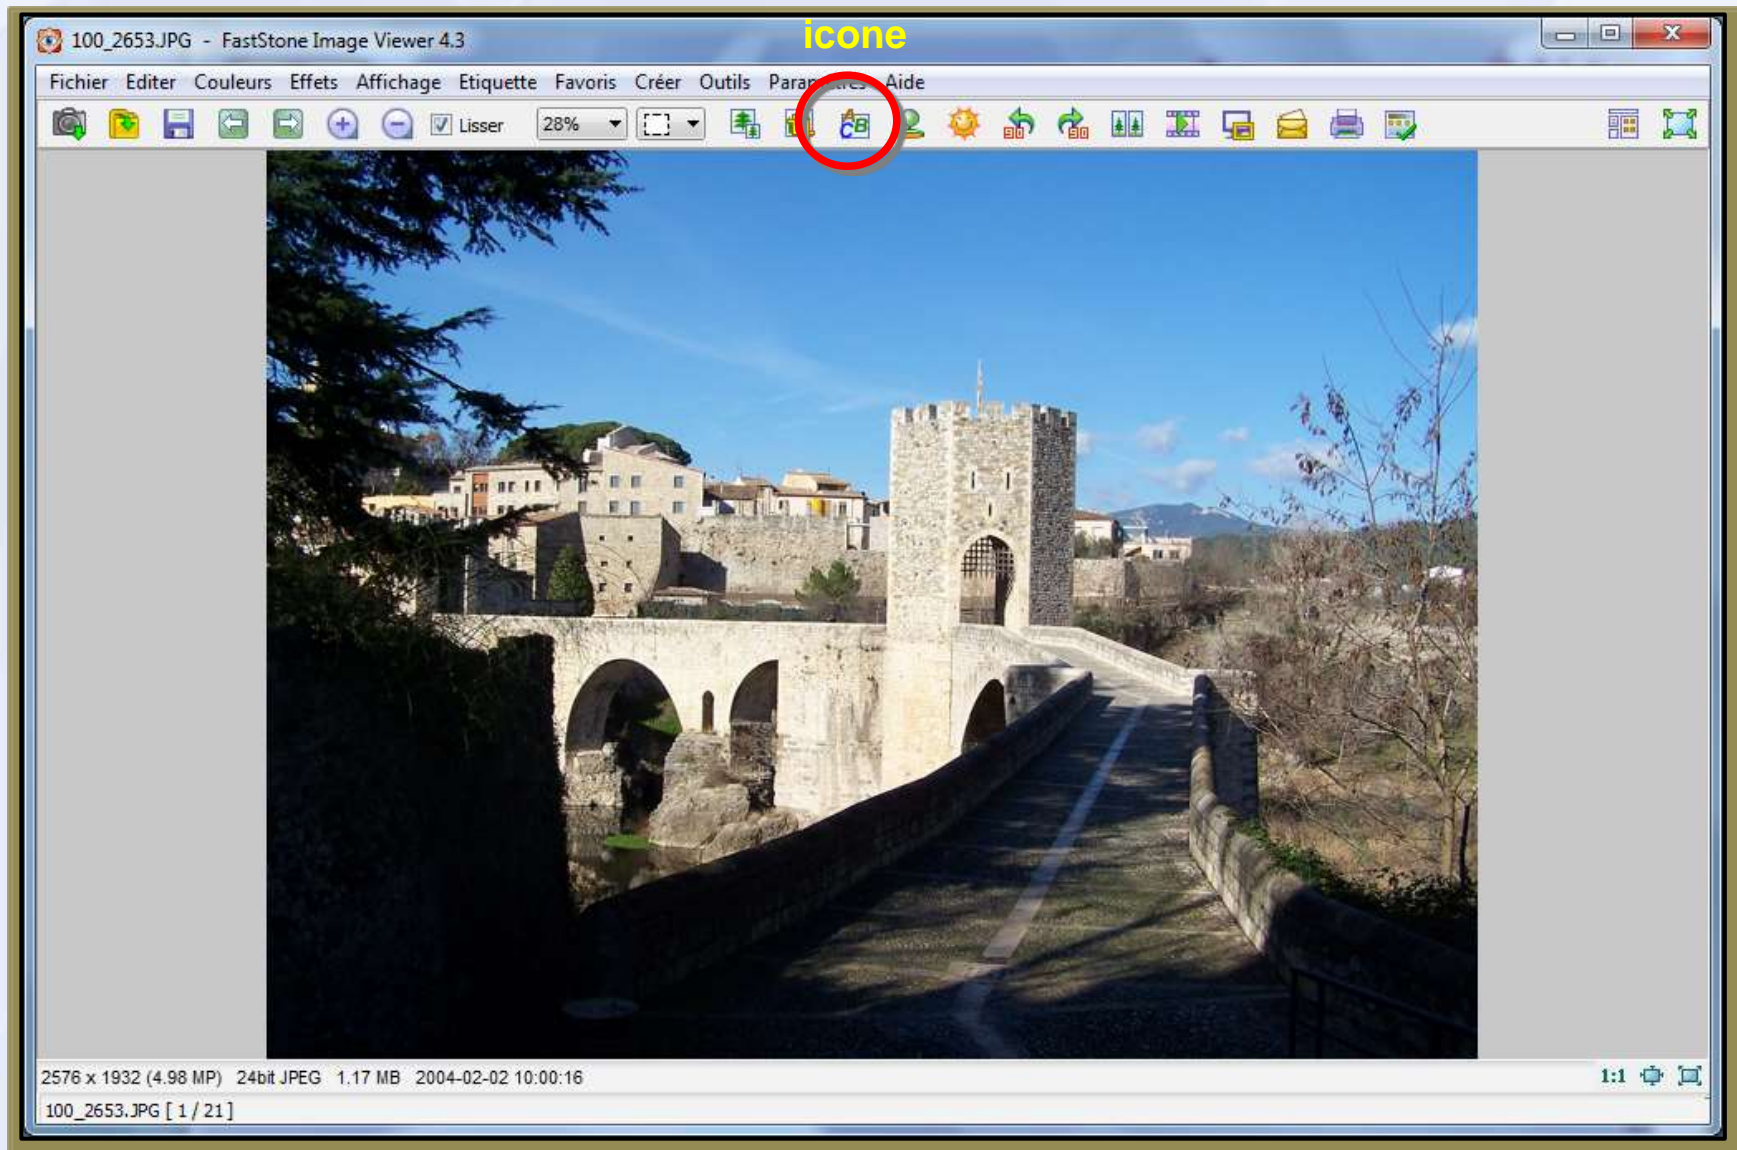 icone
100_2653.JPG - FastStone Image Viewer 4.3
Fichier Editer Couleurs Effets Affichage Etiquette Favoris Créer Outils Aide
Lisser 28% A C B
2576 x 1932 (4.98 MP) 24bit JPEG 1.17 MB 2004-02-02 10:00:16 1:1
100_2653.JPG [ 1 / 21 ]